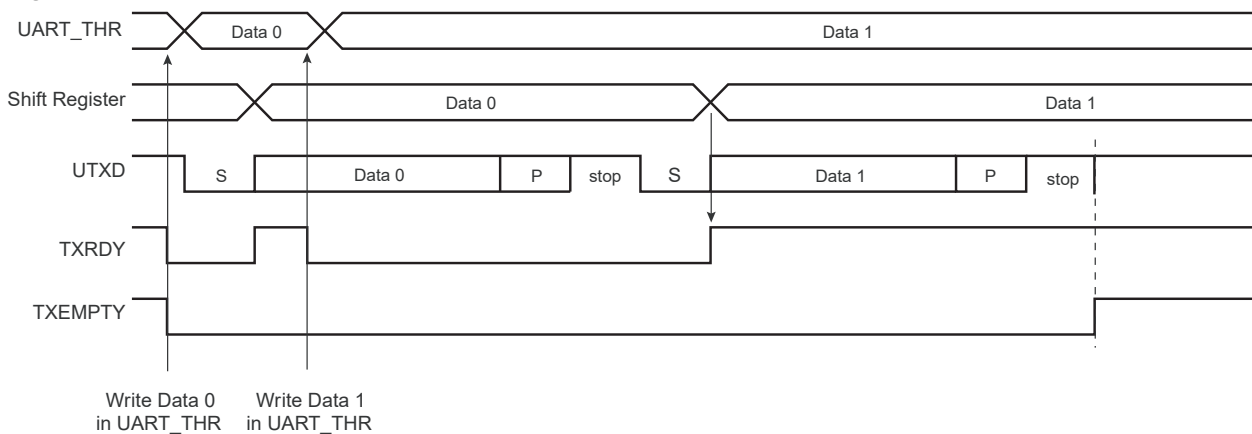 UART_THR Data 0 Data 1
Shift Register Data 0 Data 1
UTXD S Data 0 P stop S Data 1 P stop
TXRDY
TXEMPTY
Write Data 0 Write Data 1
in UART_THR in UART_THR